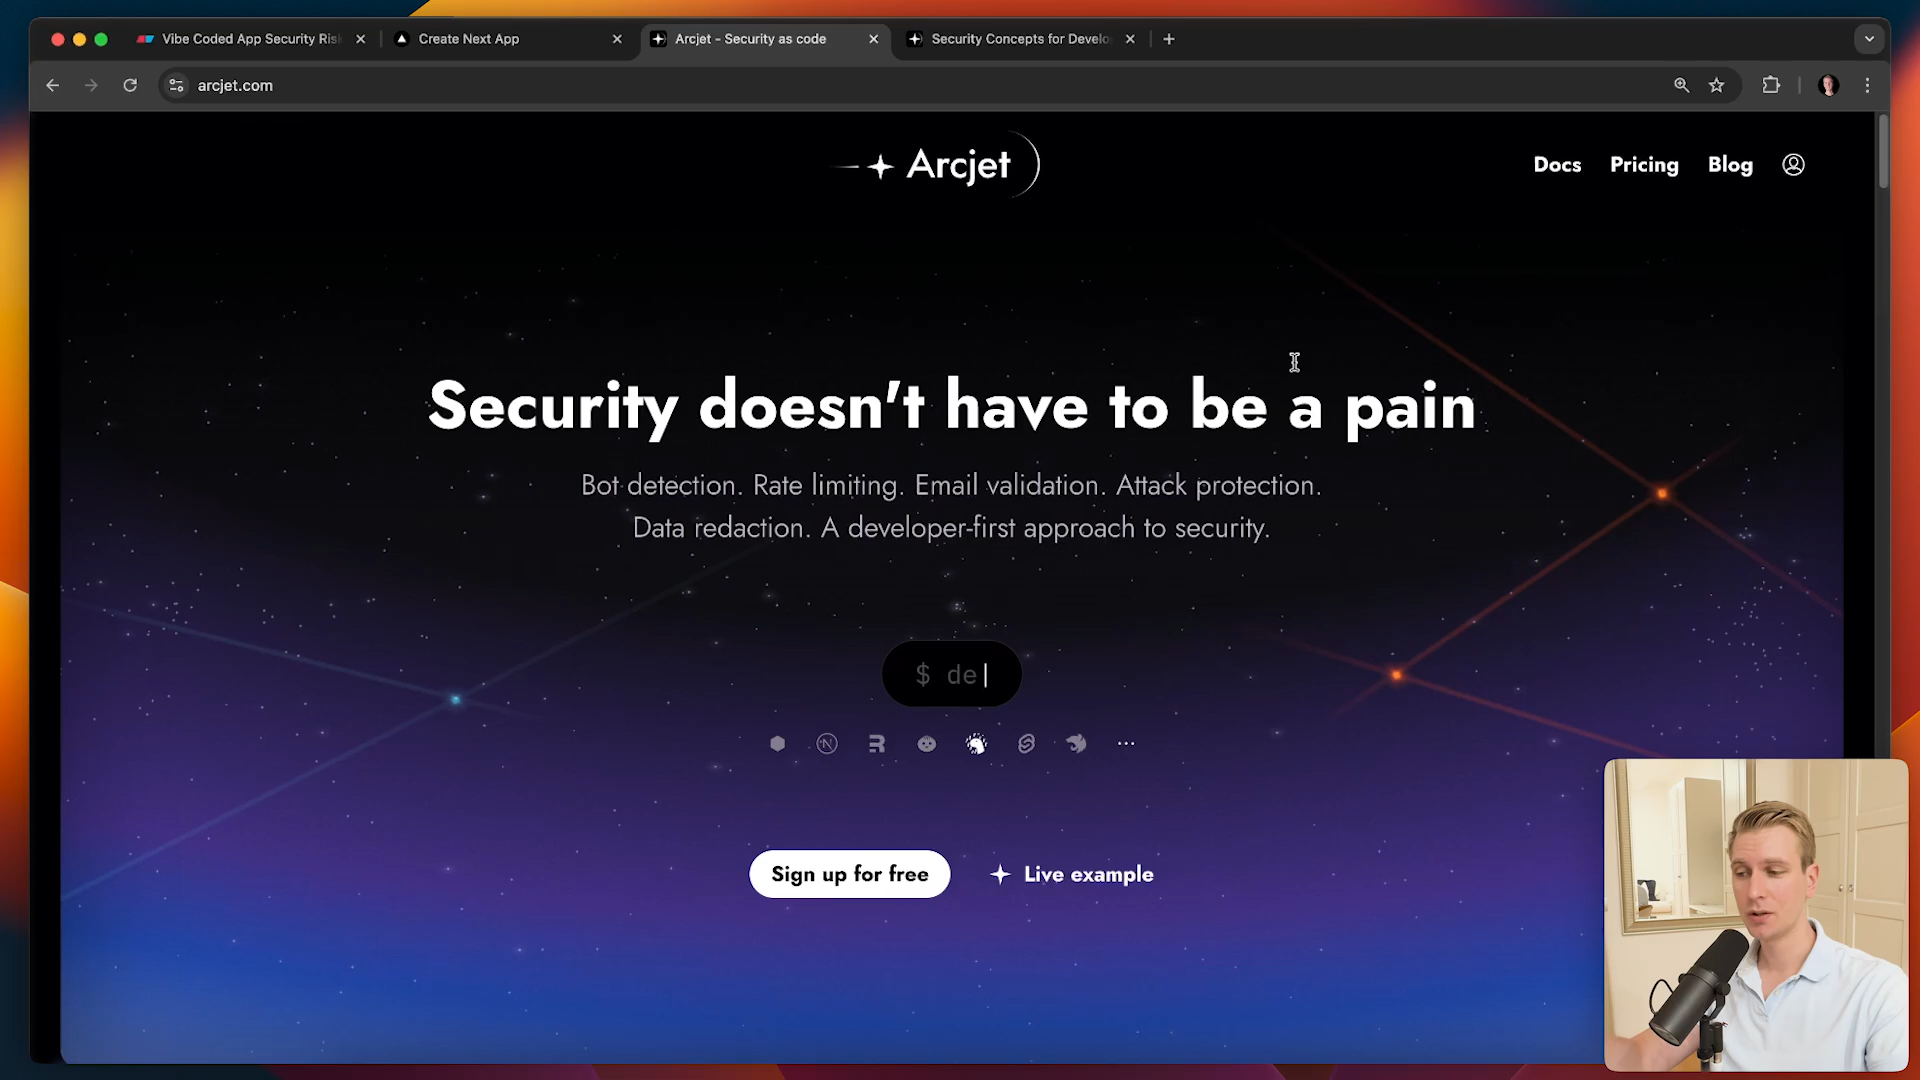 Vibe Coded App Security Ris
Create Next App
Arcjet - Security as code
Security Concepts for Develo
arcjet.com
Arcjet
Docs
Pricing
Blog
Security doesn't have to be a pain
Bot detection. Rate limiting. Email validation. Attack protection.
Data redaction. A developer-first approach to security.
$ de
Sign up for free
Live example